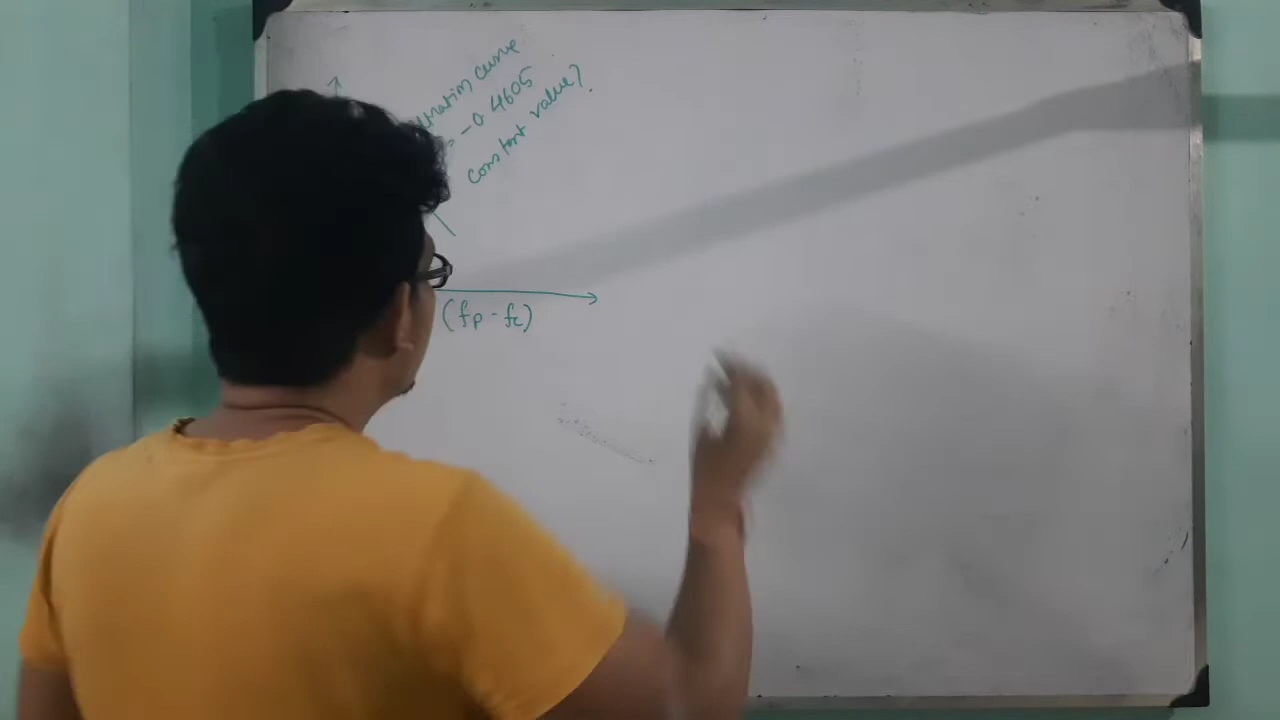 curve
- 0.4605
constant value).
(fp - fc)